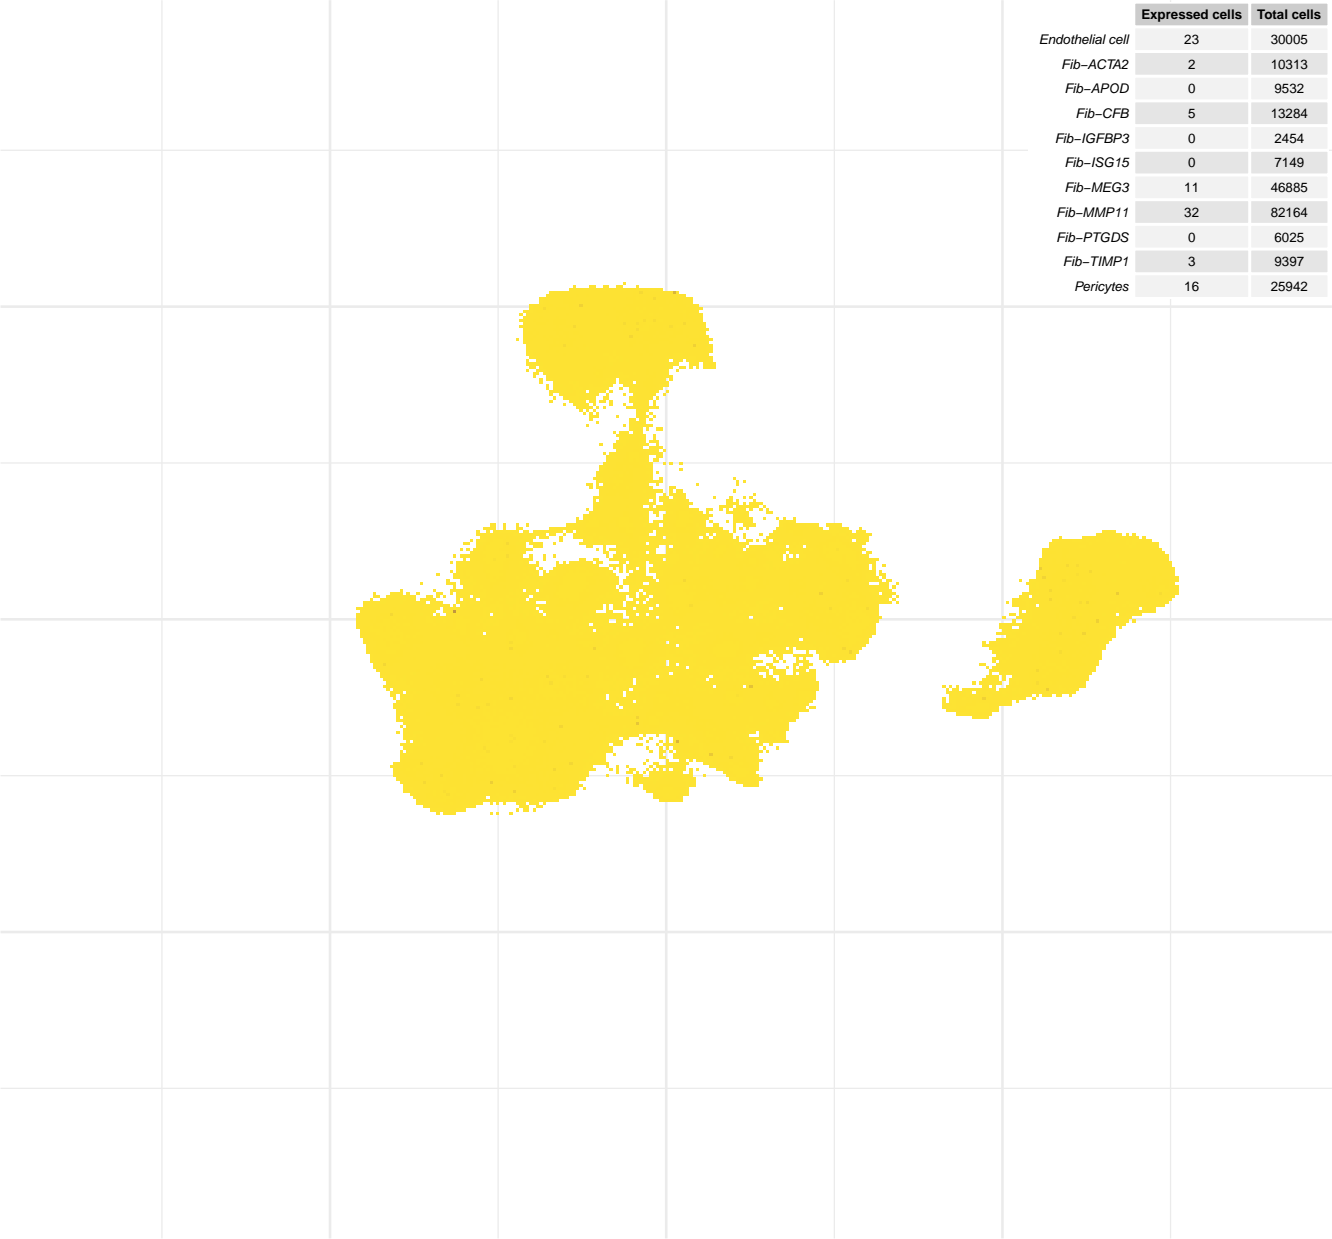 Expressed cells Total cells
Endothelial cell 23 30005
Fib−ACTA2 2 10313
Fib−APOD 0 9532
Fib−CFB 5 13284
Fib−IGFBP3 0 2454
Fib−ISG15 0 7149
Fib−MEG3 11 46885
Fib−MMP11 32 82164
Fib−PTGDS 0 6025
Fib−TIMP1 3 9397
Pericytes 16 25942